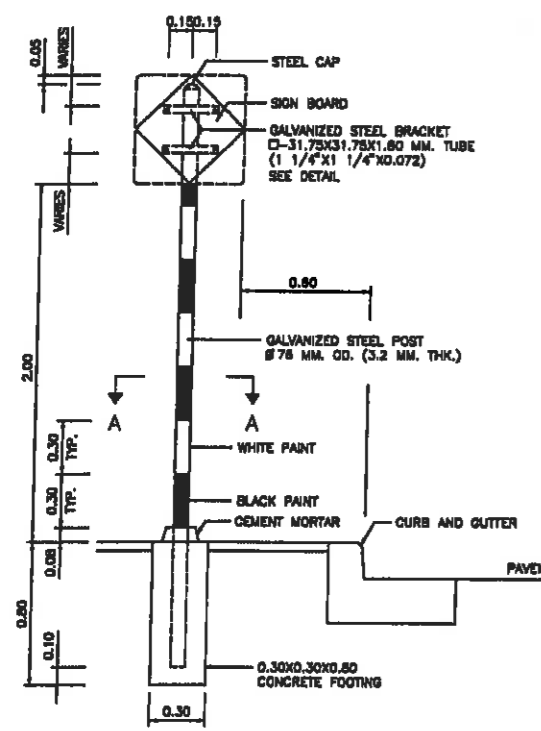 0.150.15
0.05
VARIES
STEEL CAP
SIGN BOARD
GALVANIZED STEEL BRACKET
□-31.75X31.75X1.80 MM. TUBE
(1 1/4"X1 1/4"X0.072)
SEE DETAIL
VARIES
0.60
GALVANIZED STEEL POST
Ø 76 MM. OD. (3.2 MM. THK.)
2.00
A
A
0.30
TYP.
WHITE PAINT
0.30
TYP.
BLACK PAINT
CEMENT MORTAR
CURB AND GUTTER
0.08
PAVE
0.80
0.10
0.30X0.30X0.80
CONCRETE FOOTING
0.30